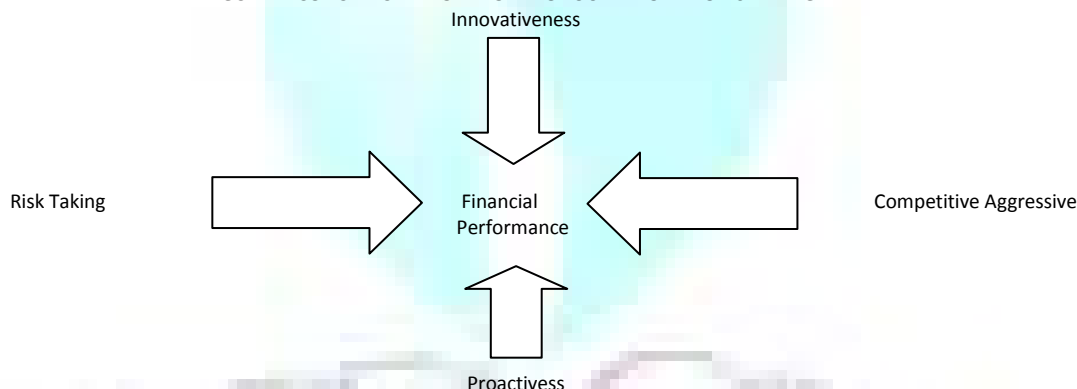 Innovativeness
Risk Taking
Financial
Performance
Competitive Aggressive
Proactivess